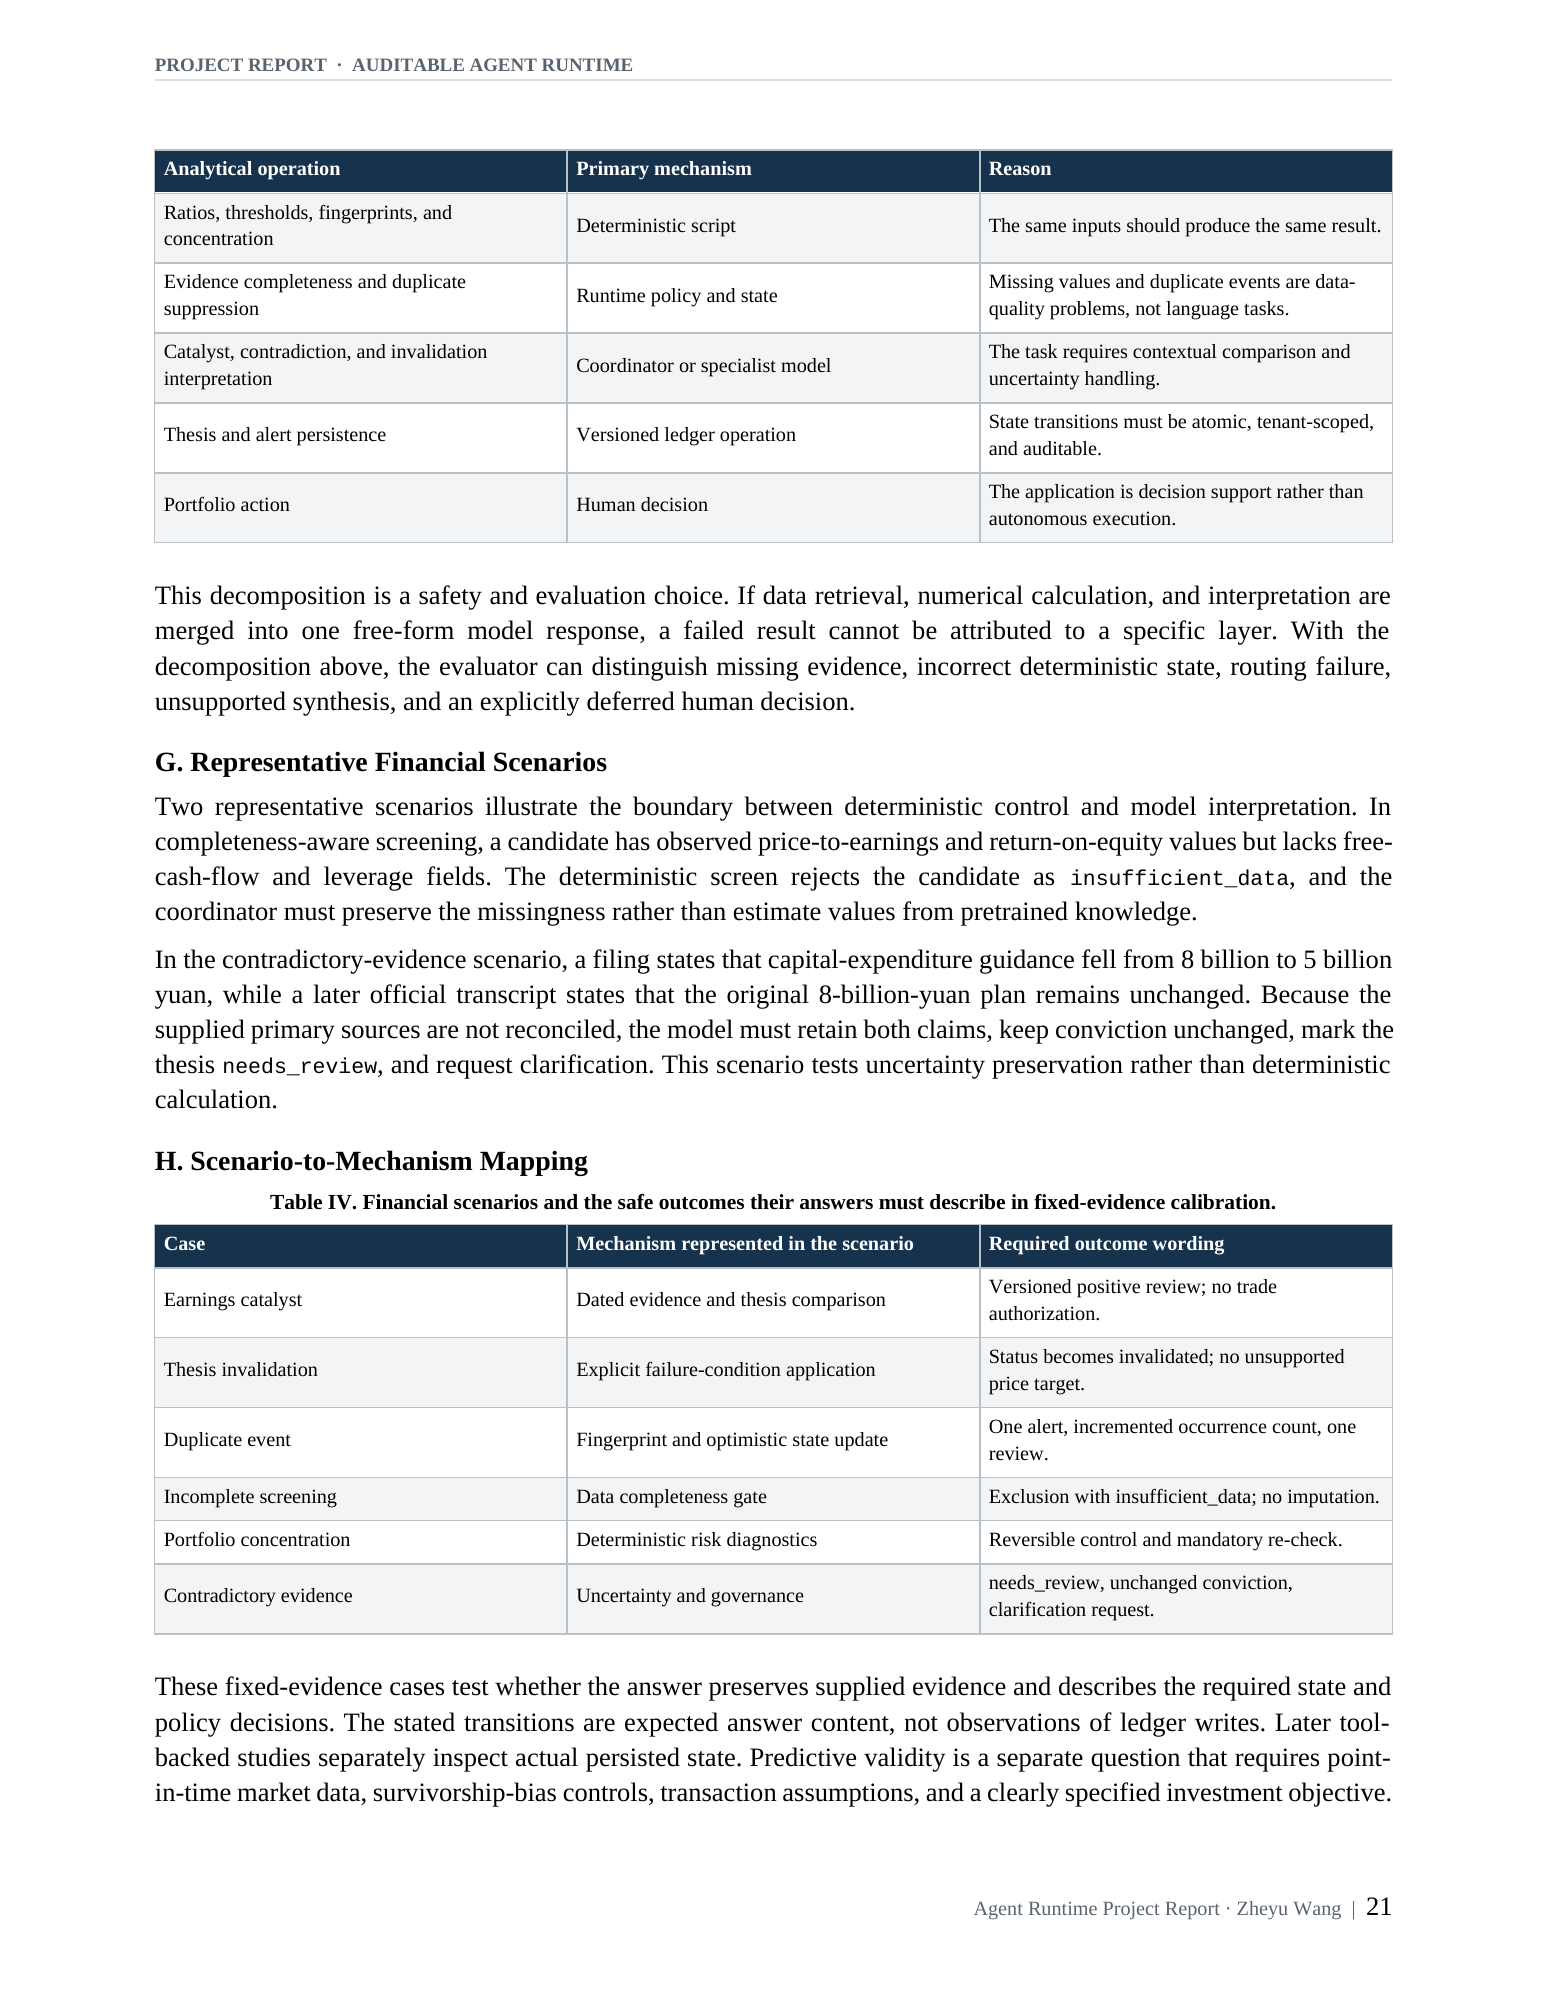 PROJECT REPORT · AUDITABLE AGENT RUNTIME
Analytical operation
Primary mechanism
Reason
Ratios, thresholds, fingerprints, and
concentration
Deterministic script
The same inputs should produce the same result.
Evidence completeness and duplicate
suppression
Runtime policy and state
Missing values and duplicate events are data-
quality problems, not language tasks.
Catalyst, contradiction, and invalidation
interpretation
Coordinator or specialist model
The task requires contextual comparison and
uncertainty handling.
Thesis and alert persistence
Versioned ledger operation
State transitions must be atomic, tenant-scoped,
and auditable.
Portfolio action
Human decision
The application is decision support rather than
autonomous execution.
This decomposition is a safety and evaluation choice. If data retrieval, numerical calculation, and interpretation are
merged into one free-form model response, a failed result cannot be attributed to a specific layer. With the
decomposition above, the evaluator can distinguish missing evidence, incorrect deterministic state, routing failure,
unsupported synthesis, and an explicitly deferred human decision.
G. Representative Financial Scenarios
Two representative scenarios illustrate the boundary between deterministic control and model interpretation. In
completeness-aware screening, a candidate has observed price-to-earnings and return-on-equity values but lacks free-
cash-flow and leverage fields. The deterministic screen rejects the candidate as insufficient_data, and the
coordinator must preserve the missingness rather than estimate values from pretrained knowledge.
In the contradictory-evidence scenario, a filing states that capital-expenditure guidance fell from 8 billion to 5 billion
yuan, while a later official transcript states that the original 8-billion-yuan plan remains unchanged. Because the
supplied primary sources are not reconciled, the model must retain both claims, keep conviction unchanged, mark the
thesis needs_review, and request clarification. This scenario tests uncertainty preservation rather than deterministic
calculation.
H. Scenario-to-Mechanism Mapping
Table IV. Financial scenarios and the safe outcomes their answers must describe in fixed-evidence calibration.
Case
Mechanism represented in the scenario
Required outcome wording
Earnings catalyst
Dated evidence and thesis comparison
Versioned positive review; no trade
authorization.
Thesis invalidation
Explicit failure-condition application
Status becomes invalidated; no unsupported
price target.
Duplicate event
Fingerprint and optimistic state update
One alert, incremented occurrence count, one
review.
Incomplete screening
Data completeness gate
Exclusion with insufficient_data; no imputation.
Portfolio concentration
Deterministic risk diagnostics
Reversible control and mandatory re-check.
Contradictory evidence
Uncertainty and governance
needs_review, unchanged conviction,
clarification request.
These fixed-evidence cases test whether the answer preserves supplied evidence and describes the required state and
policy decisions. The stated transitions are expected answer content, not observations of ledger writes. Later tool-
backed studies separately inspect actual persisted state. Predictive validity is a separate question that requires point-
in-time market data, survivorship-bias controls, transaction assumptions, and a clearly specified investment objective.
Agent Runtime Project Report · Zheyu Wang | 21